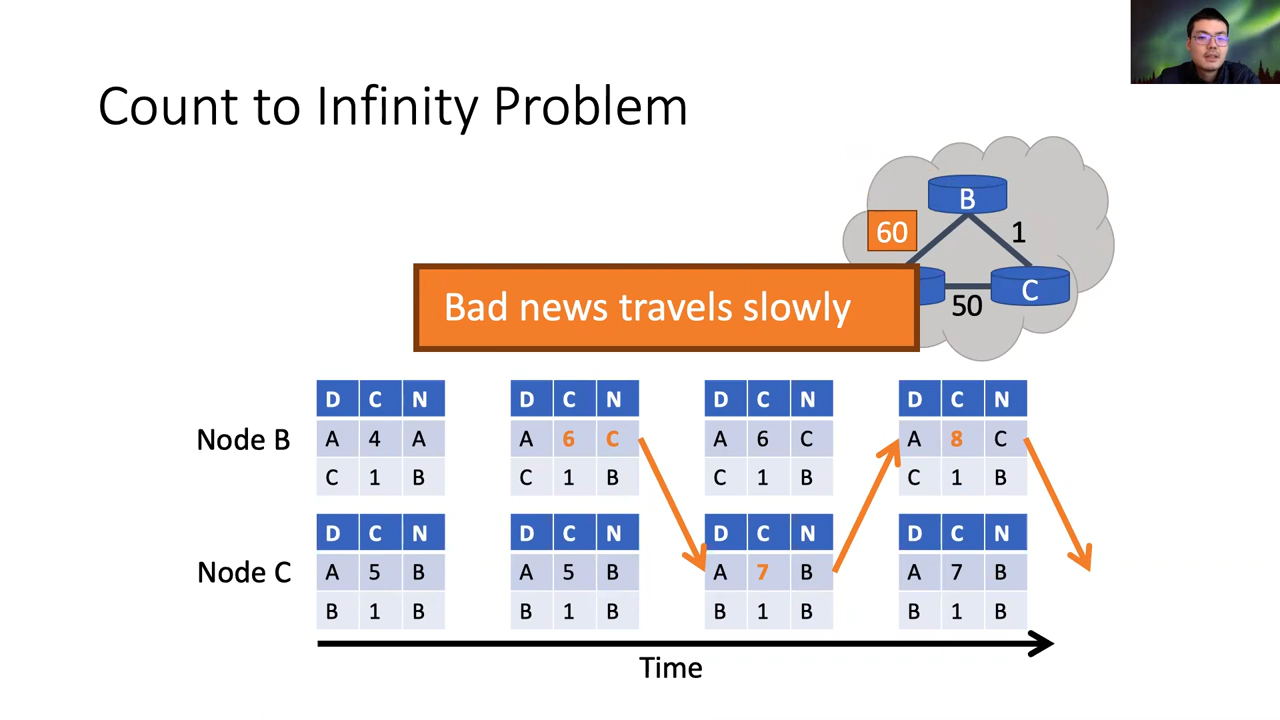 Count to Infinity Problem
B
60
1
C
50
Bad news travels slowly
D C N D C N D C N D C N
Node B A 4 A A 6 C A 6 C A 8 C
C 1 B C 1 B C 1 B C 1 B
D C N D C N D C N D C N
Node C A 5 B A 5 B A 7 B A 7 B
B 1 B B 1 B B 1 B B 1 B
Time